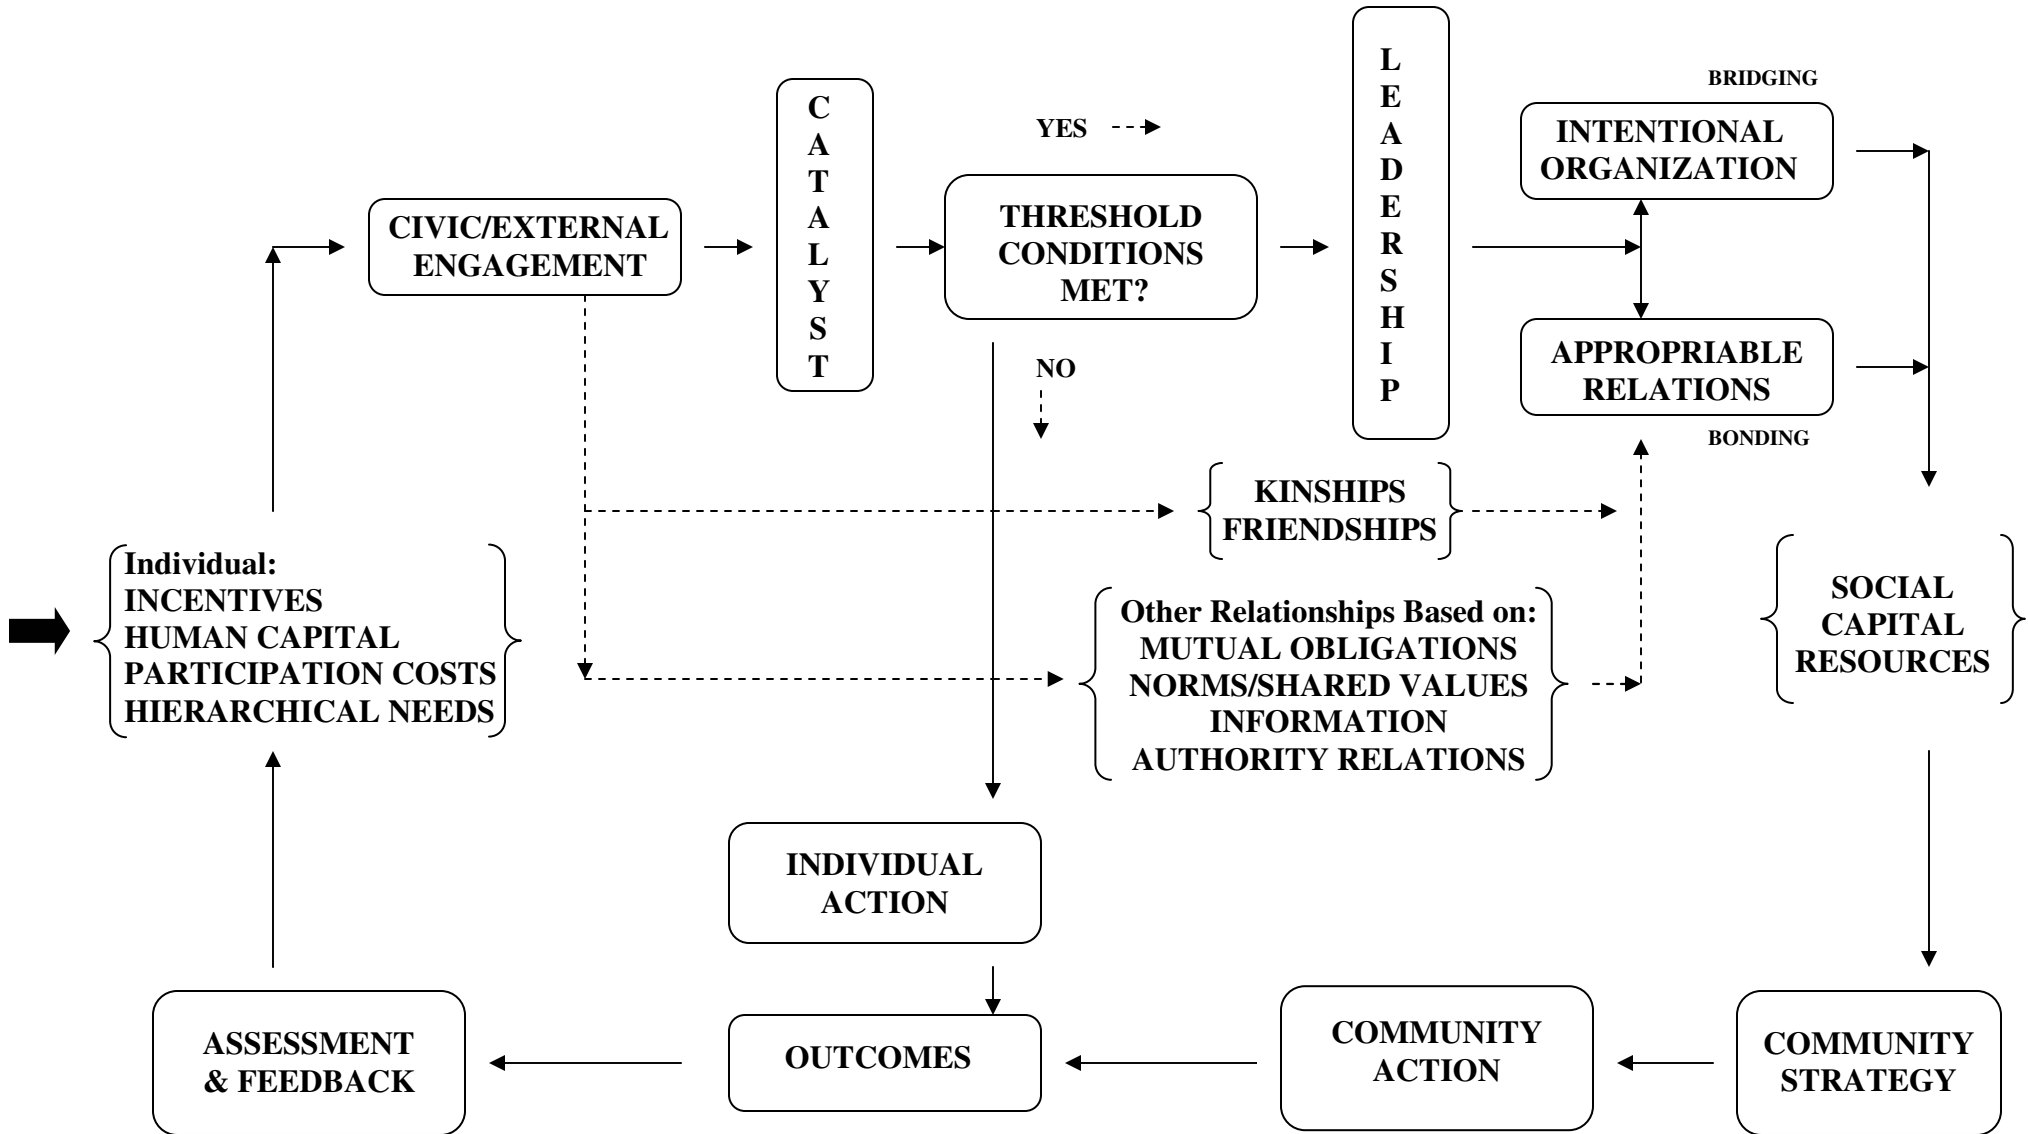 CIVIC/EXTERNAL
ENGAGEMENT
CATALYST
YES
THRESHOLD
CONDITIONS
MET?
NO
LEADERSHIP
BRIDGING
INTENTIONAL
ORGANIZATION
APPROPRIABLE
RELATIONS
BONDING
KINSHIPS
FRIENDSHIPS
Individual:
INCENTIVES
HUMAN CAPITAL
PARTICIPATION COSTS
HIERARCHICAL NEEDS
Other Relationships Based on:
MUTUAL OBLIGATIONS
NORMS/SHARED VALUES
INFORMATION
AUTHORITY RELATIONS
SOCIAL
CAPITAL
RESOURCES
INDIVIDUAL
ACTION
ASSESSMENT
& FEEDBACK
OUTCOMES
COMMUNITY
ACTION
COMMUNITY
STRATEGY